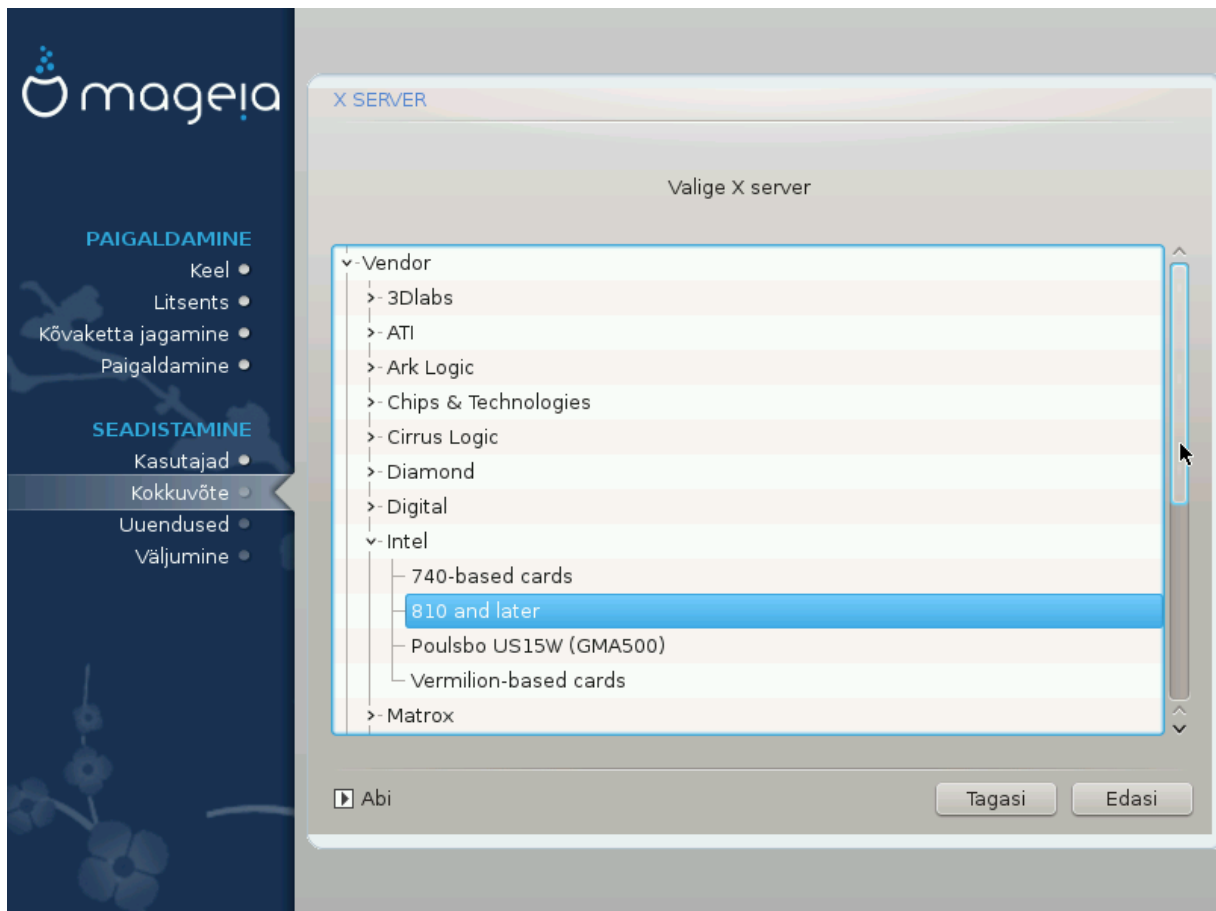 mageia
PAIGALDAMINE
Keel
Litsents
Kõvaketta jagamine
Paigaldamine
SEADISTAMINE
Kasutajad
Kokkuvõte
Uuendused
Väljumine
X SERVER
Valige X server
Vendor
3Dlabs
ATI
Ark Logic
Chips & Technologies
Cirrus Logic
Diamond
Digital
Intel
740-based cards
810 and later
Poulsbo US15W (GMA500)
Vermilion-based cards
Matrox
Abi
Tagasi
Edasi